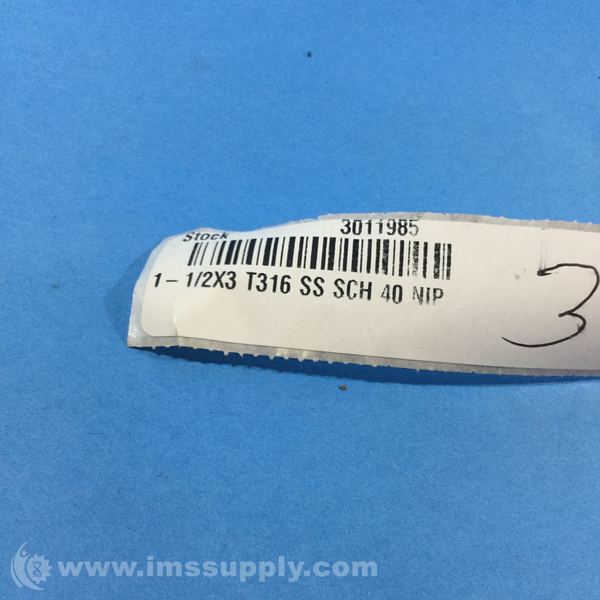 Stock 3011985
1-1/2X3 T316 SS SCH 40 NIP
3
www.imssupply.com